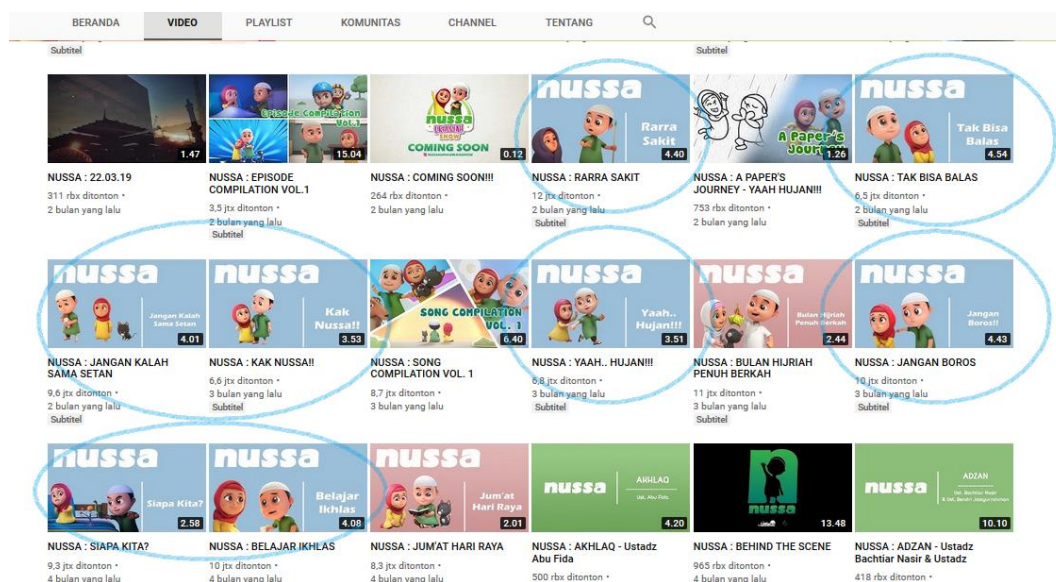 BERANDA VIDEO PLAYLIST KOMUNITAS CHANNEL TENTANG
Subtitel Subtitel
1.47
NUSSA : 22.03.19
311 rbx ditonton •
2 bulan yang lalu
Episode Compilation
Vol.1
15.04
NUSSA : EPISODE
COMPILATION VOL.1
3,5 jtx ditonton •
2 bulan yang lalu
Subtitel
nussa
COMING SOON
0.12
NUSSA : COMING SOON!!!
264 rbx ditonton •
2 bulan yang lalu
nussa
Rarra
Sakit
4.40
NUSSA : RARRA SAKIT
12 jtx ditonton •
2 bulan yang lalu
Subtitel
A Paper's
Journey
1.26
NUSSA : A PAPER'S
JOURNEY - YAAH HUJAN!!!
753 rbx ditonton •
2 bulan yang lalu
nussa
Tak Bisa
Balas
4.54
NUSSA : TAK BISA BALAS
6,5 jtx ditonton •
2 bulan yang lalu
Subtitel
nussa
Jangan Kalah
Sama Setan
4.01
NUSSA : JANGAN KALAH
SAMA SETAN
9,6 jtx ditonton •
2 bulan yang lalu
Subtitel
nussa
Kak
Nussa!!
3.53
NUSSA : KAK NUSSA!!
6,6 jtx ditonton •
3 bulan yang lalu
Subtitel
SONG COMPILATION
VOL. 1
6.40
NUSSA : SONG
COMPILATION VOL. 1
8,7 jtx ditonton •
3 bulan yang lalu
nussa
Yaah..
Hujan!!!
3.51
NUSSA : YAAH.. HUJAN!!!
6,8 jtx ditonton •
3 bulan yang lalu
Subtitel
nussa
Bulan Hijriah
Penuh Berkah
2.44
NUSSA : BULAN HIJRIAH
PENUH BERKAH
11 jtx ditonton •
3 bulan yang lalu
Subtitel
nussa
Jangan
Boros!!
4.43
NUSSA : JANGAN BOROS
10 jtx ditonton •
3 bulan yang lalu
Subtitel
nussa
Siapa Kita?
2.58
NUSSA : SIAPA KITA?
9,3 jtx ditonton •
4 bulan yang lalu
nussa
Belajar
Ikhlas
4.08
NUSSA : BELAJAR IKHLAS
10 jtx ditonton •
4 bulan yang lalu
nussa
Jum'at
Hari Raya
2.01
NUSSA : JUM'AT HARI RAYA
8,3 jtx ditonton •
4 bulan yang lalu
nussa
AKHLAQ
Ust. Abu Fida
4.20
NUSSA : AKHLAQ - Ustadz
Abu Fida
500 rbx ditonton •
nussa
13.48
NUSSA : BEHIND THE SCENE
965 rbx ditonton •
4 bulan yang lalu
nussa
ADZAN
Ust. Bachtiar Nasir
10.10
NUSSA : ADZAN - Ustadz
Bachtiar Nasir & Ustadz
418 rbx ditonton •